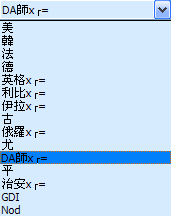 DA師x┌=
美
韓
法
德
英格x┌=
利比x┌=
伊拉x┌=
古
俄羅x┌=
尤
DA師x┌=
平
治安x┌=
GDI
Nod